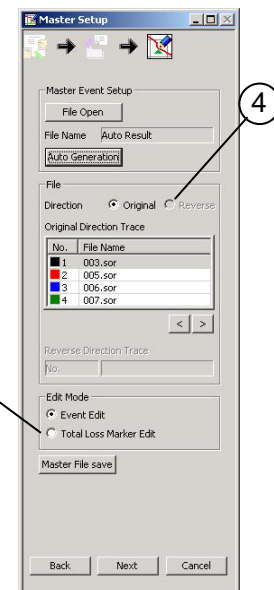 Master Setup
Master Event Setup
File Open
File Name Auto Result
Auto Generation
File
Direction Original Reverse
Original Direction Trace
No. File Name
1 003.sor
2 005.sor
3 006.sor
4 007.sor
< >
Reverse Direction Trace
No.
Edit Mode
Event Edit
Total Loss Marker Edit
Master File save
Back Next Cancel
4